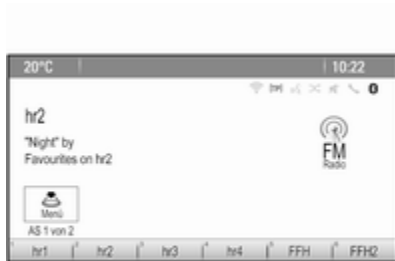 20°C 10:22
hr2
"Night" by
Favourites on hr2
FM
Radio
Menü
AS 1 von 2
hr1 hr2 hr3 hr4 FFH FFH2